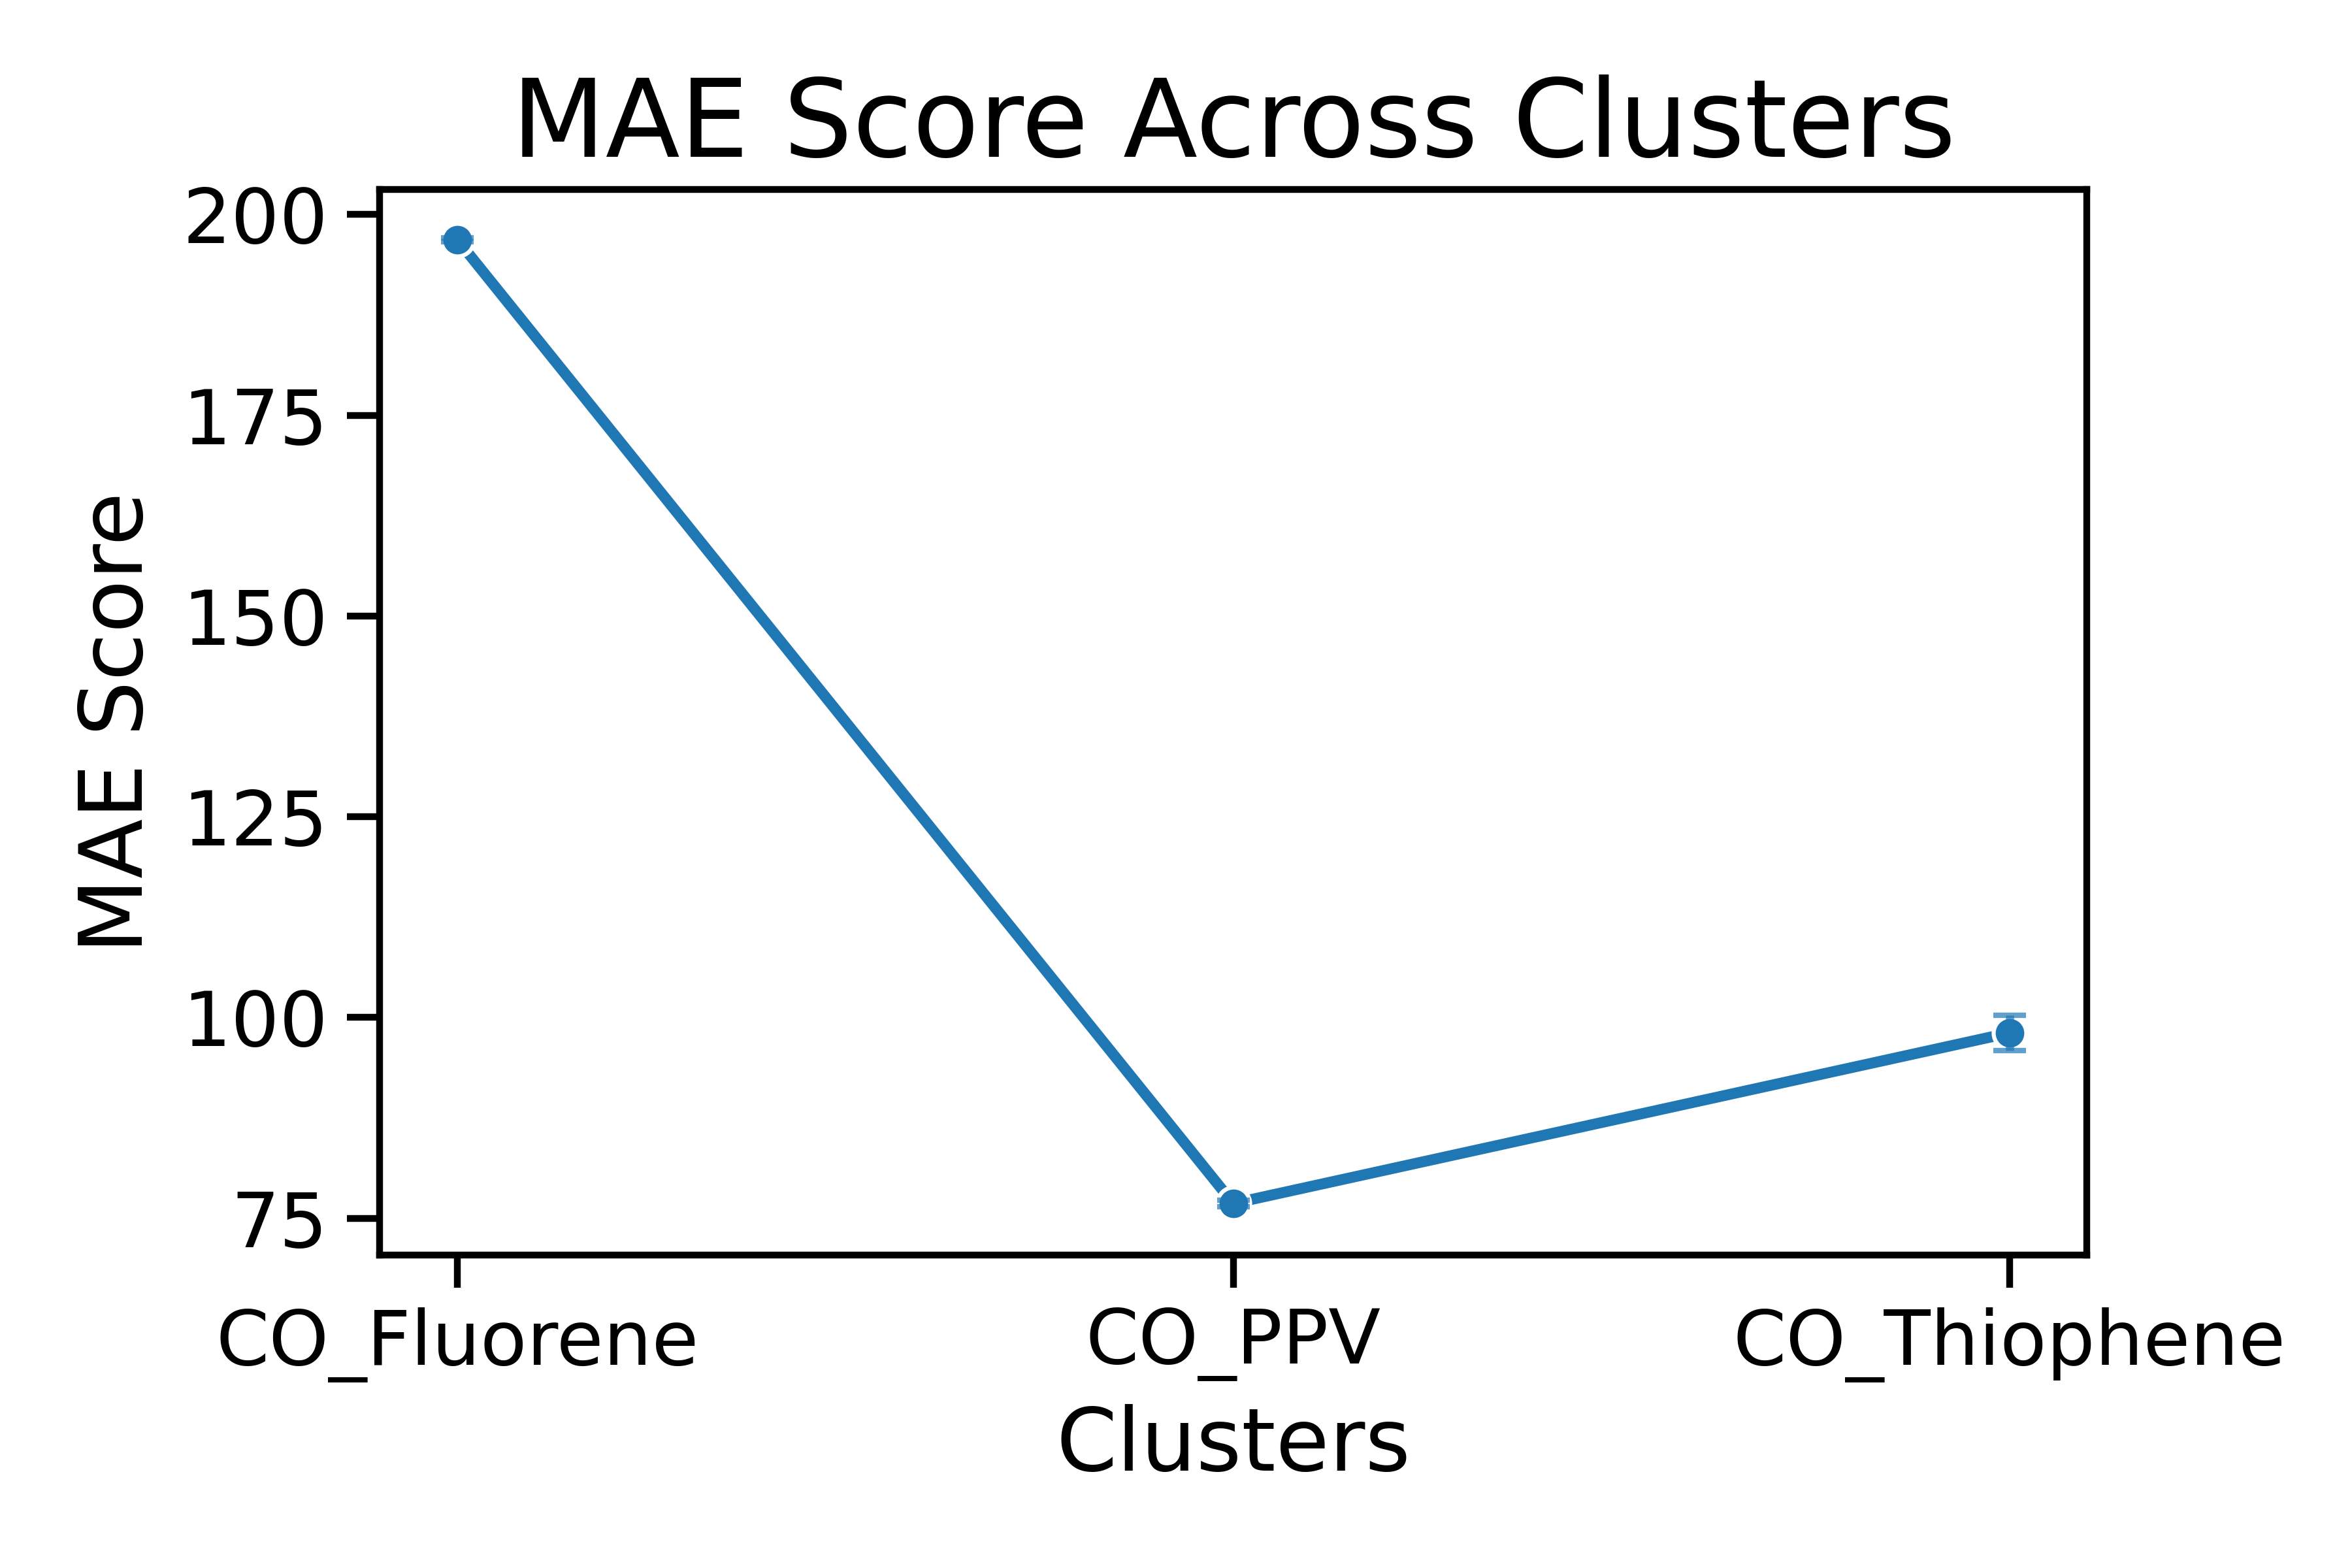 MAE Score Across Clusters
MAE Score
200
175
150
125
100
75
CO_Fluorene
CO_PPV
CO_Thiophene
Clusters